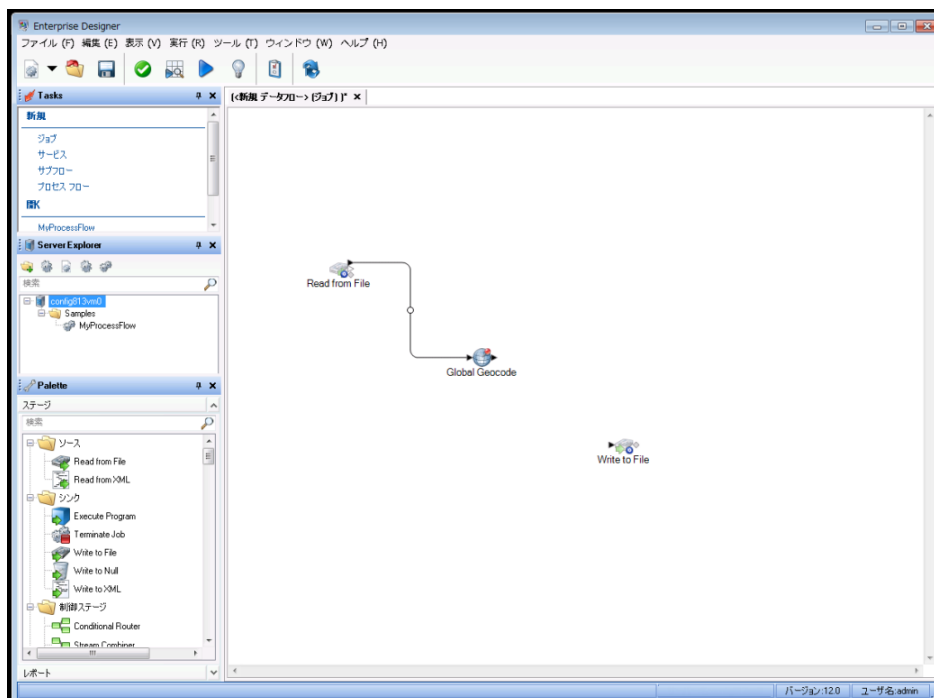 Enterprise Designer
ファイル (F) 編集 (E) 表示 (V) 実行 (R) ツール (T) ウィンドウ (W) ヘルプ (H)
Tasks
新規
ジョブ
サービス
サブフロー
プロセス フロー
開K
MyProcessFlow
Server Explorer
検索
config813vm0
Samples
MyProcessFlow
Palette
ステージ
検索
ソース
Read from File
Read from XML
シンク
Execute Program
Terminate Job
Write to File
Write to Null
Write to XML
制御ステージ
Conditional Router
Stream Combiner
レポート
(<新規 データフロー> (ジョブ) )*
Read from File
Global Geocode
Write to File
バージョン:12.0 ユーザ名:admin